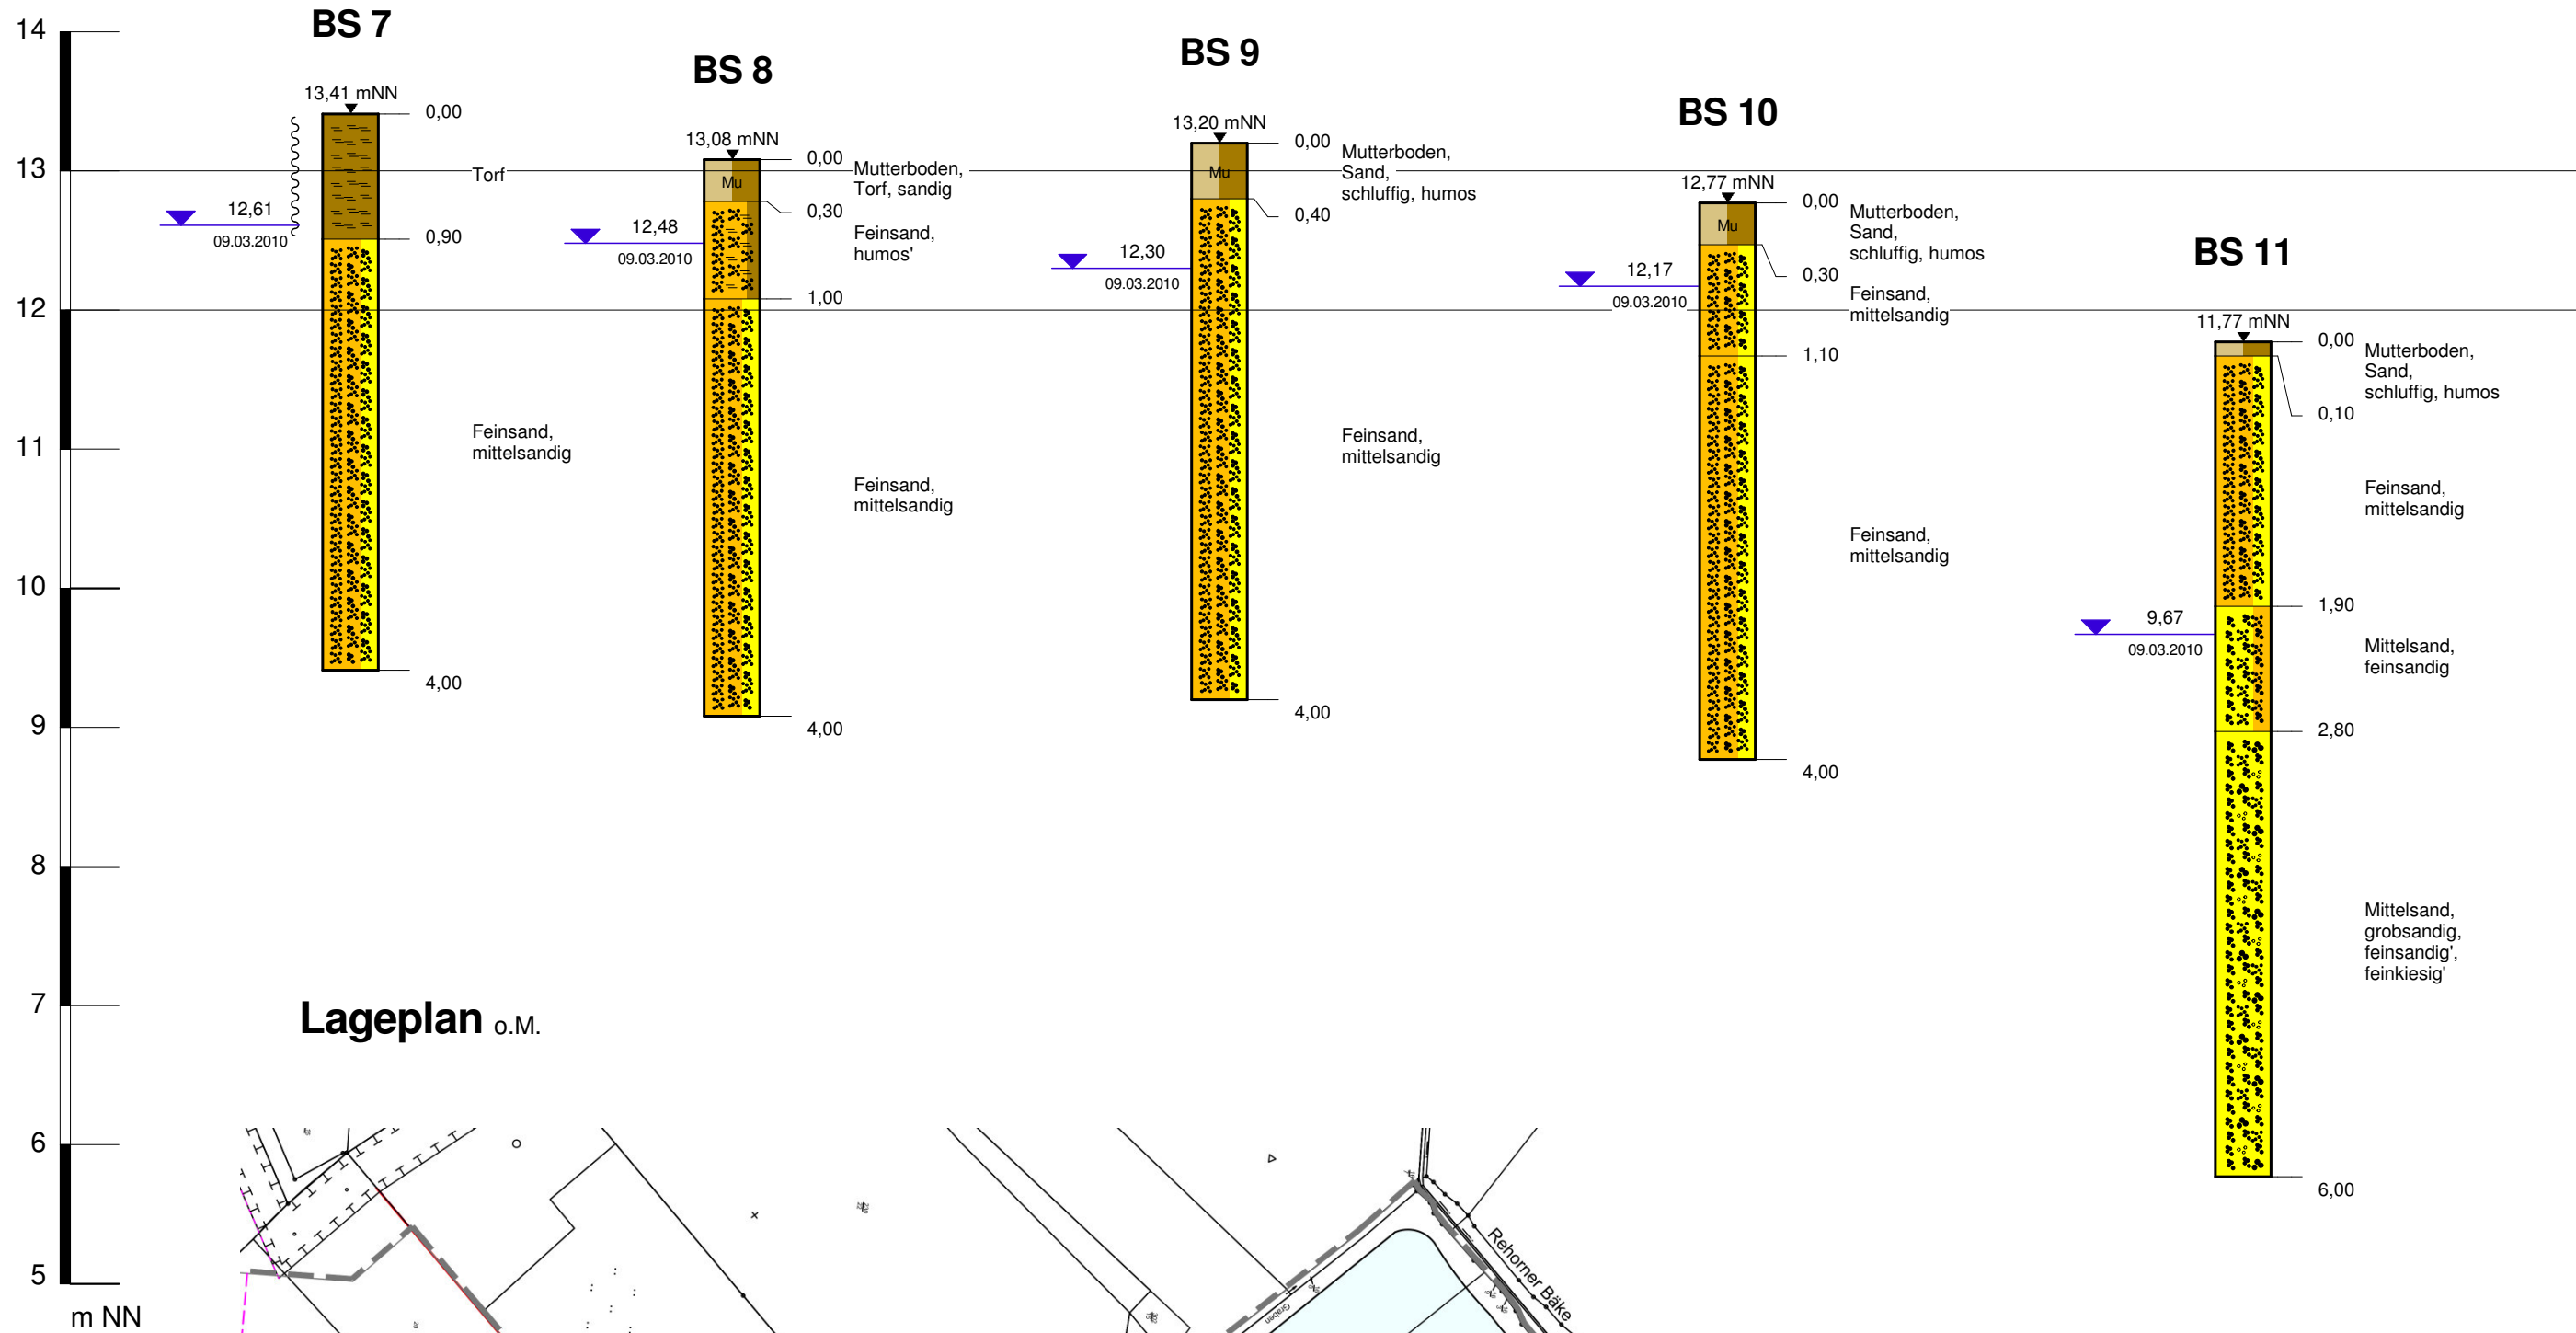 14
13
12
11
10
9
8
7
6
5
m NN
BS 7
13,41 mNN
0,00
Torf
12,61
09.03.2010
0,90
Feinsand,
mittelsandig
4,00
BS 8
13,08 mNN
0,00
Mutterboden,
Torf, sandig
Mu
0,30
Feinsand,
humos'
12,48
09.03.2010
1,00
Feinsand,
mittelsandig
4,00
BS 9
13,20 mNN
0,00
Mutterboden,
Sand,
schluffig, humos
Mu
0,40
12,30
09.03.2010
Feinsand,
mittelsandig
4,00
BS 10
12,77 mNN
0,00
Mutterboden,
Sand,
schluffig, humos
Mu
0,30
Feinsand,
mittelsandig
12,17
09.03.2010
1,10
Feinsand,
mittelsandig
4,00
BS 11
11,77 mNN
0,00
Mutterboden,
Sand,
schluffig, humos
0,10
Feinsand,
mittelsandig
1,90
9,67
09.03.2010
Mittelsand,
feinsandig
2,80
Mittelsand,
grobsandig,
feinsandig',
feinkiesig'
6,00
Lageplan o.M.
Rehorner Bäke
Graben